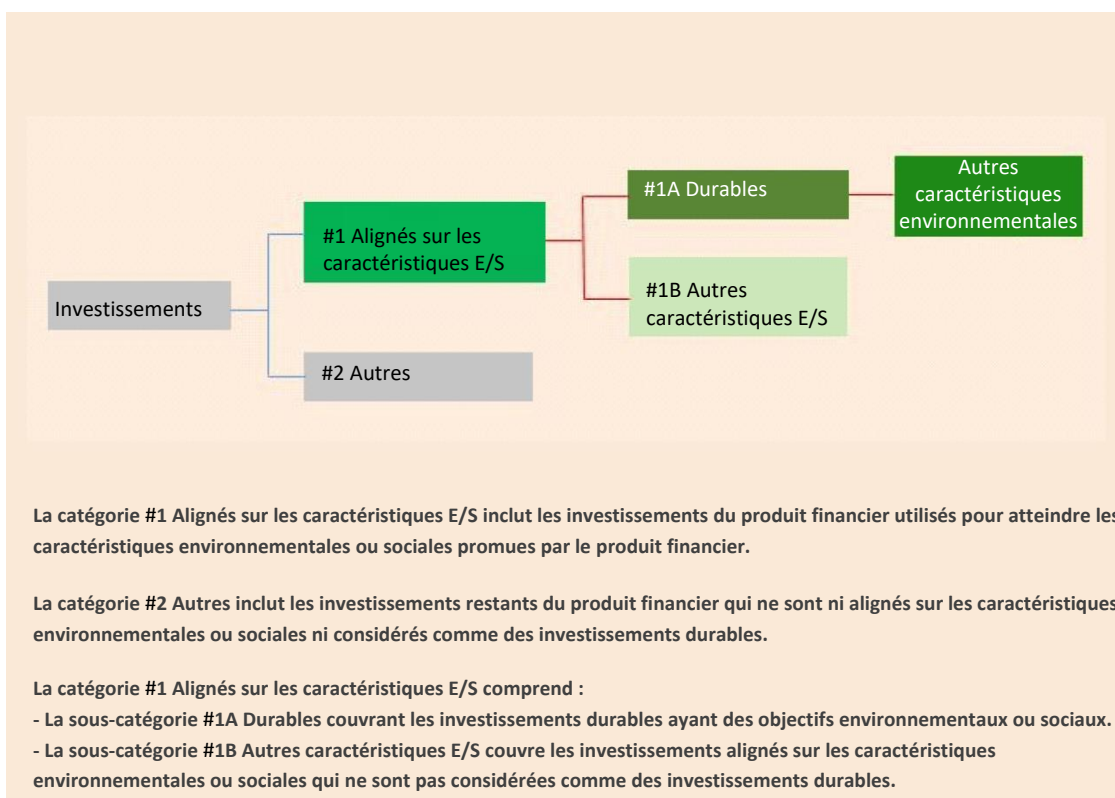 Autres
caractéristiques
environnementales
#1A Durables
#1 Alignés sur les
caractéristiques E/S
#1B Autres
caractéristiques E/S
Investissements
#2 Autres
La catégorie #1 Alignés sur les caractéristiques E/S inclut les investissements du produit financier utilisés pour atteindre les
caractéristiques environnementales ou sociales promues par le produit financier.
La catégorie #2 Autres inclut les investissements restants du produit financier qui ne sont ni alignés sur les caractéristiques
environnementales ou sociales ni considérés comme des investissements durables.
La catégorie #1 Alignés sur les caractéristiques E/S comprend :
- La sous-catégorie #1A Durables couvrant les investissements durables ayant des objectifs environnementaux ou sociaux.
- La sous-catégorie #1B Autres caractéristiques E/S couvre les investissements alignés sur les caractéristiques
environnementales ou sociales qui ne sont pas considérées comme des investissements durables.